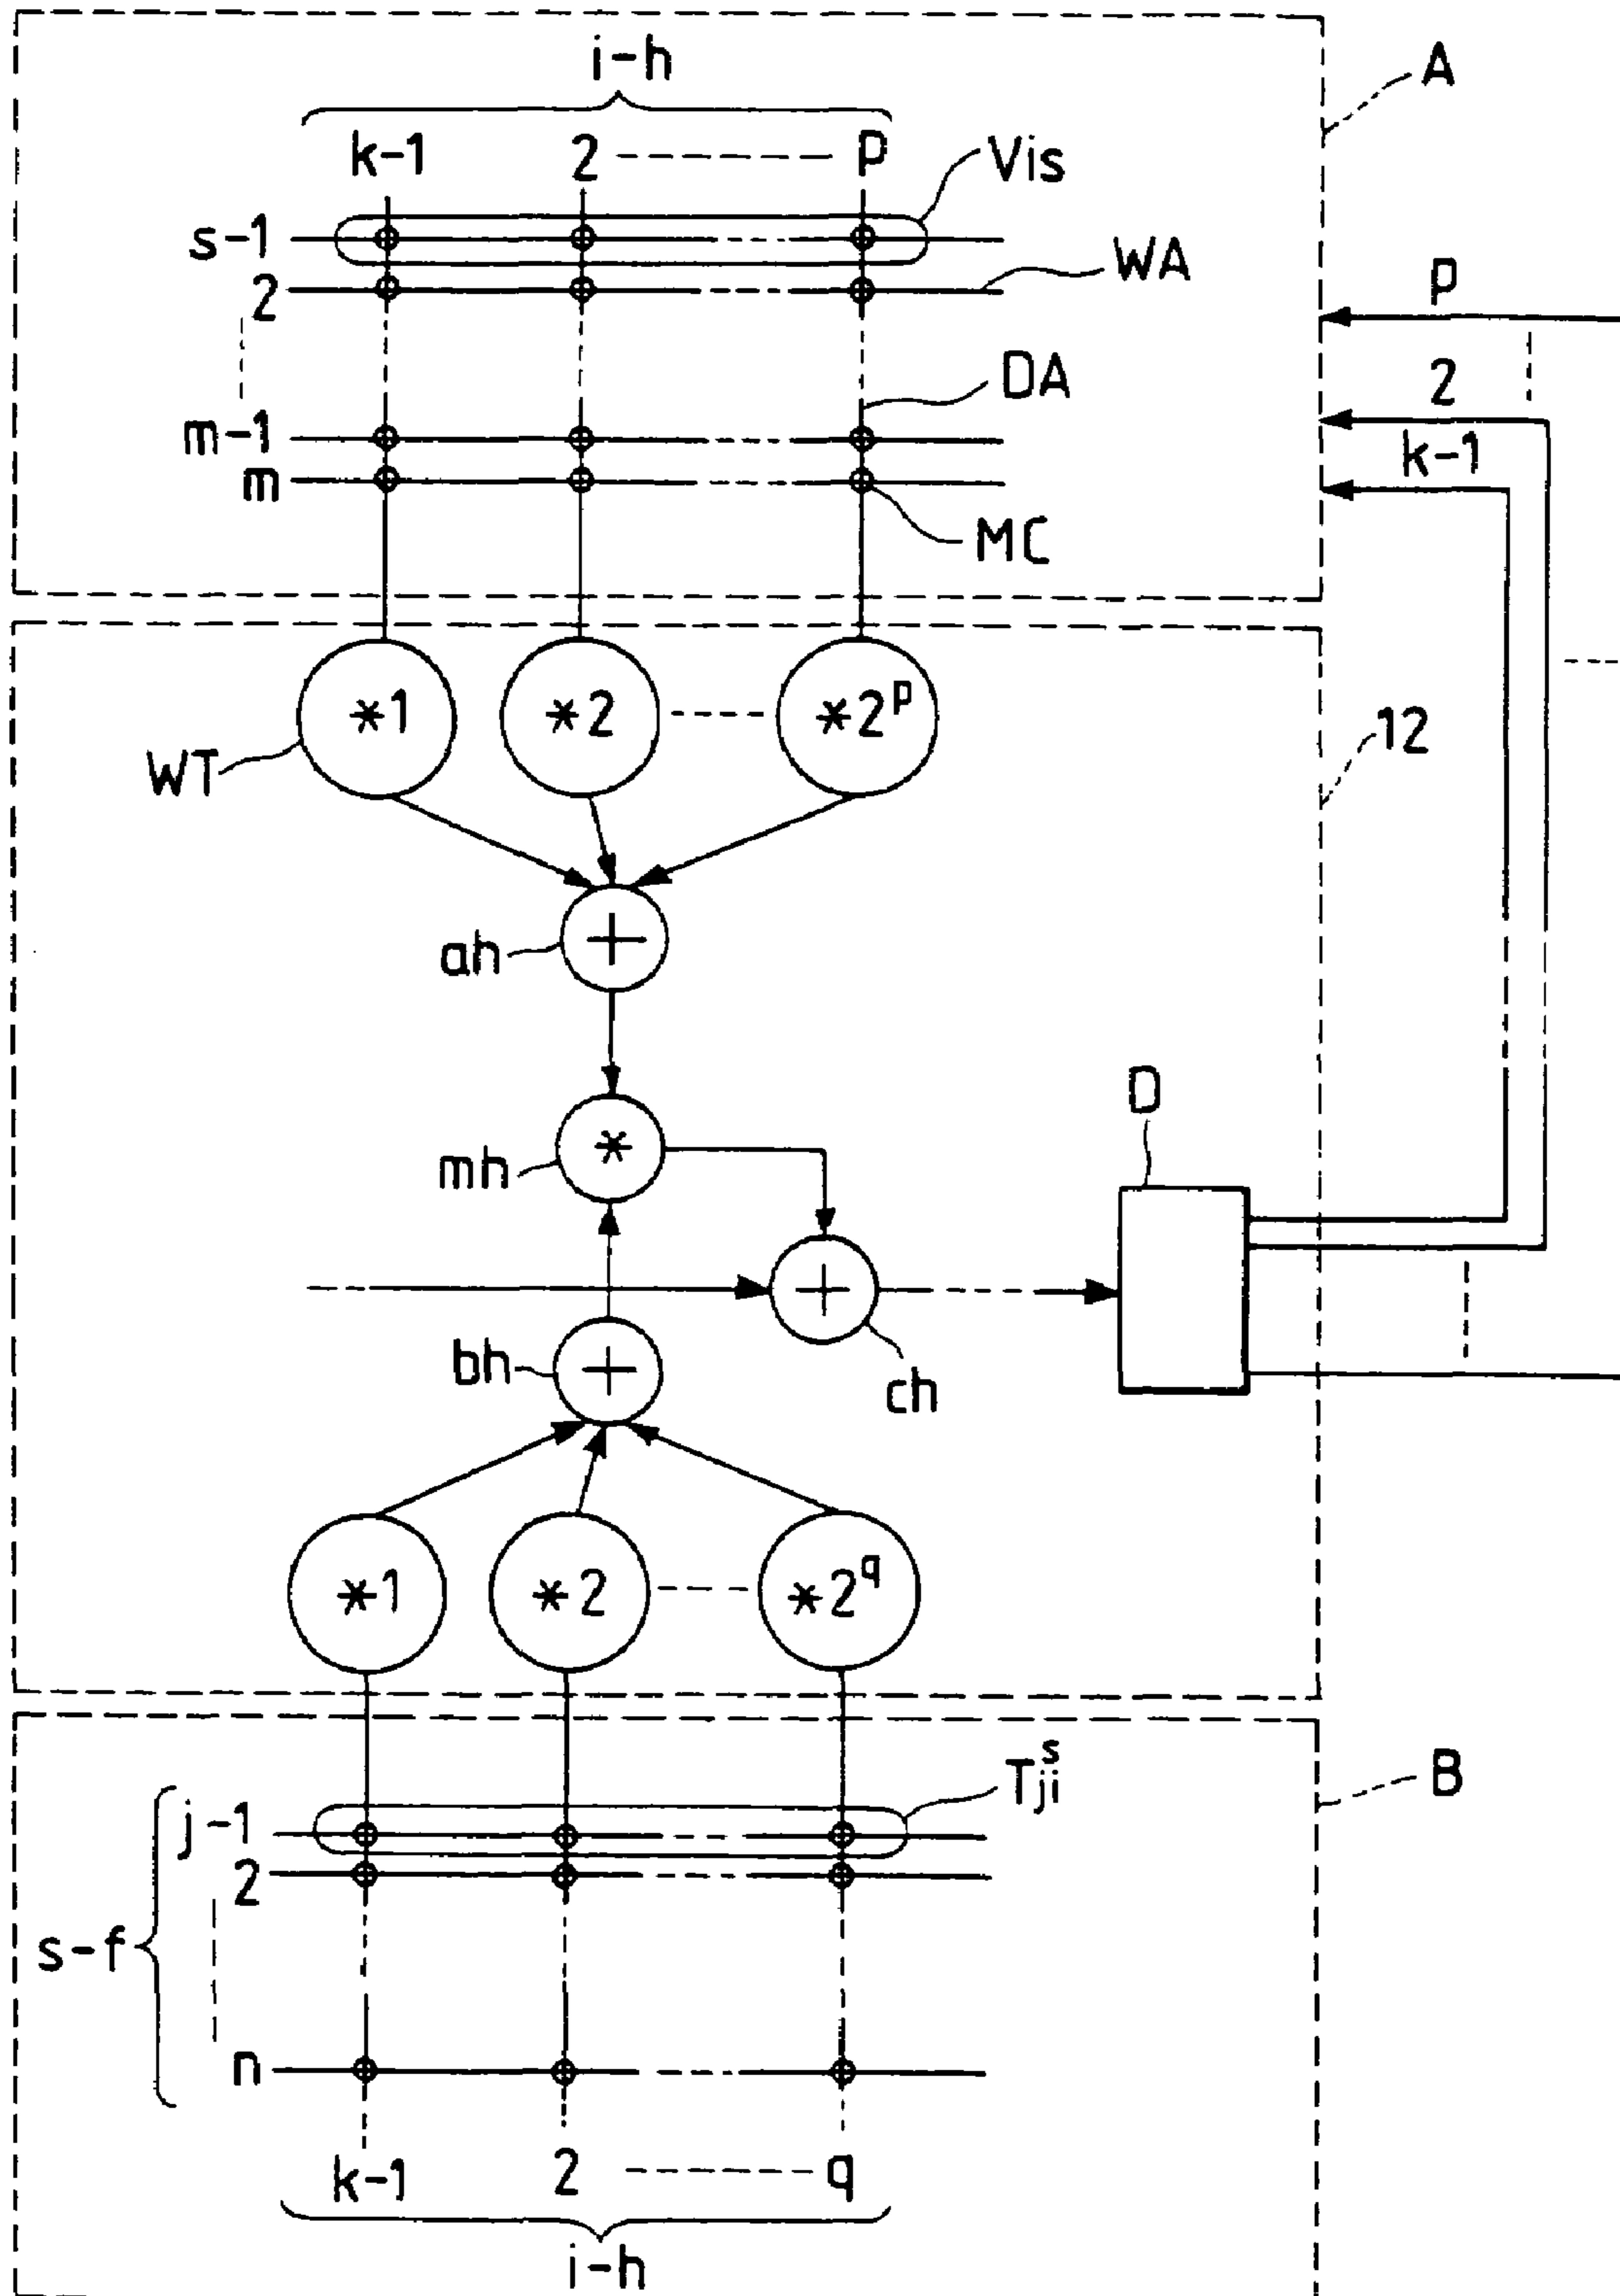 i-h
A
k-1 2 P
Vis
s-1
WA
2
p
DA
2
m-1
k-1
m
MC
*1 *2 *2^p
12
WT
+
ah
D
*
mh
+
bh
+
ch
*1 *2 *2^q
Tji^s
B
j-1
2
s-f
n
k-1 2 q
i-h